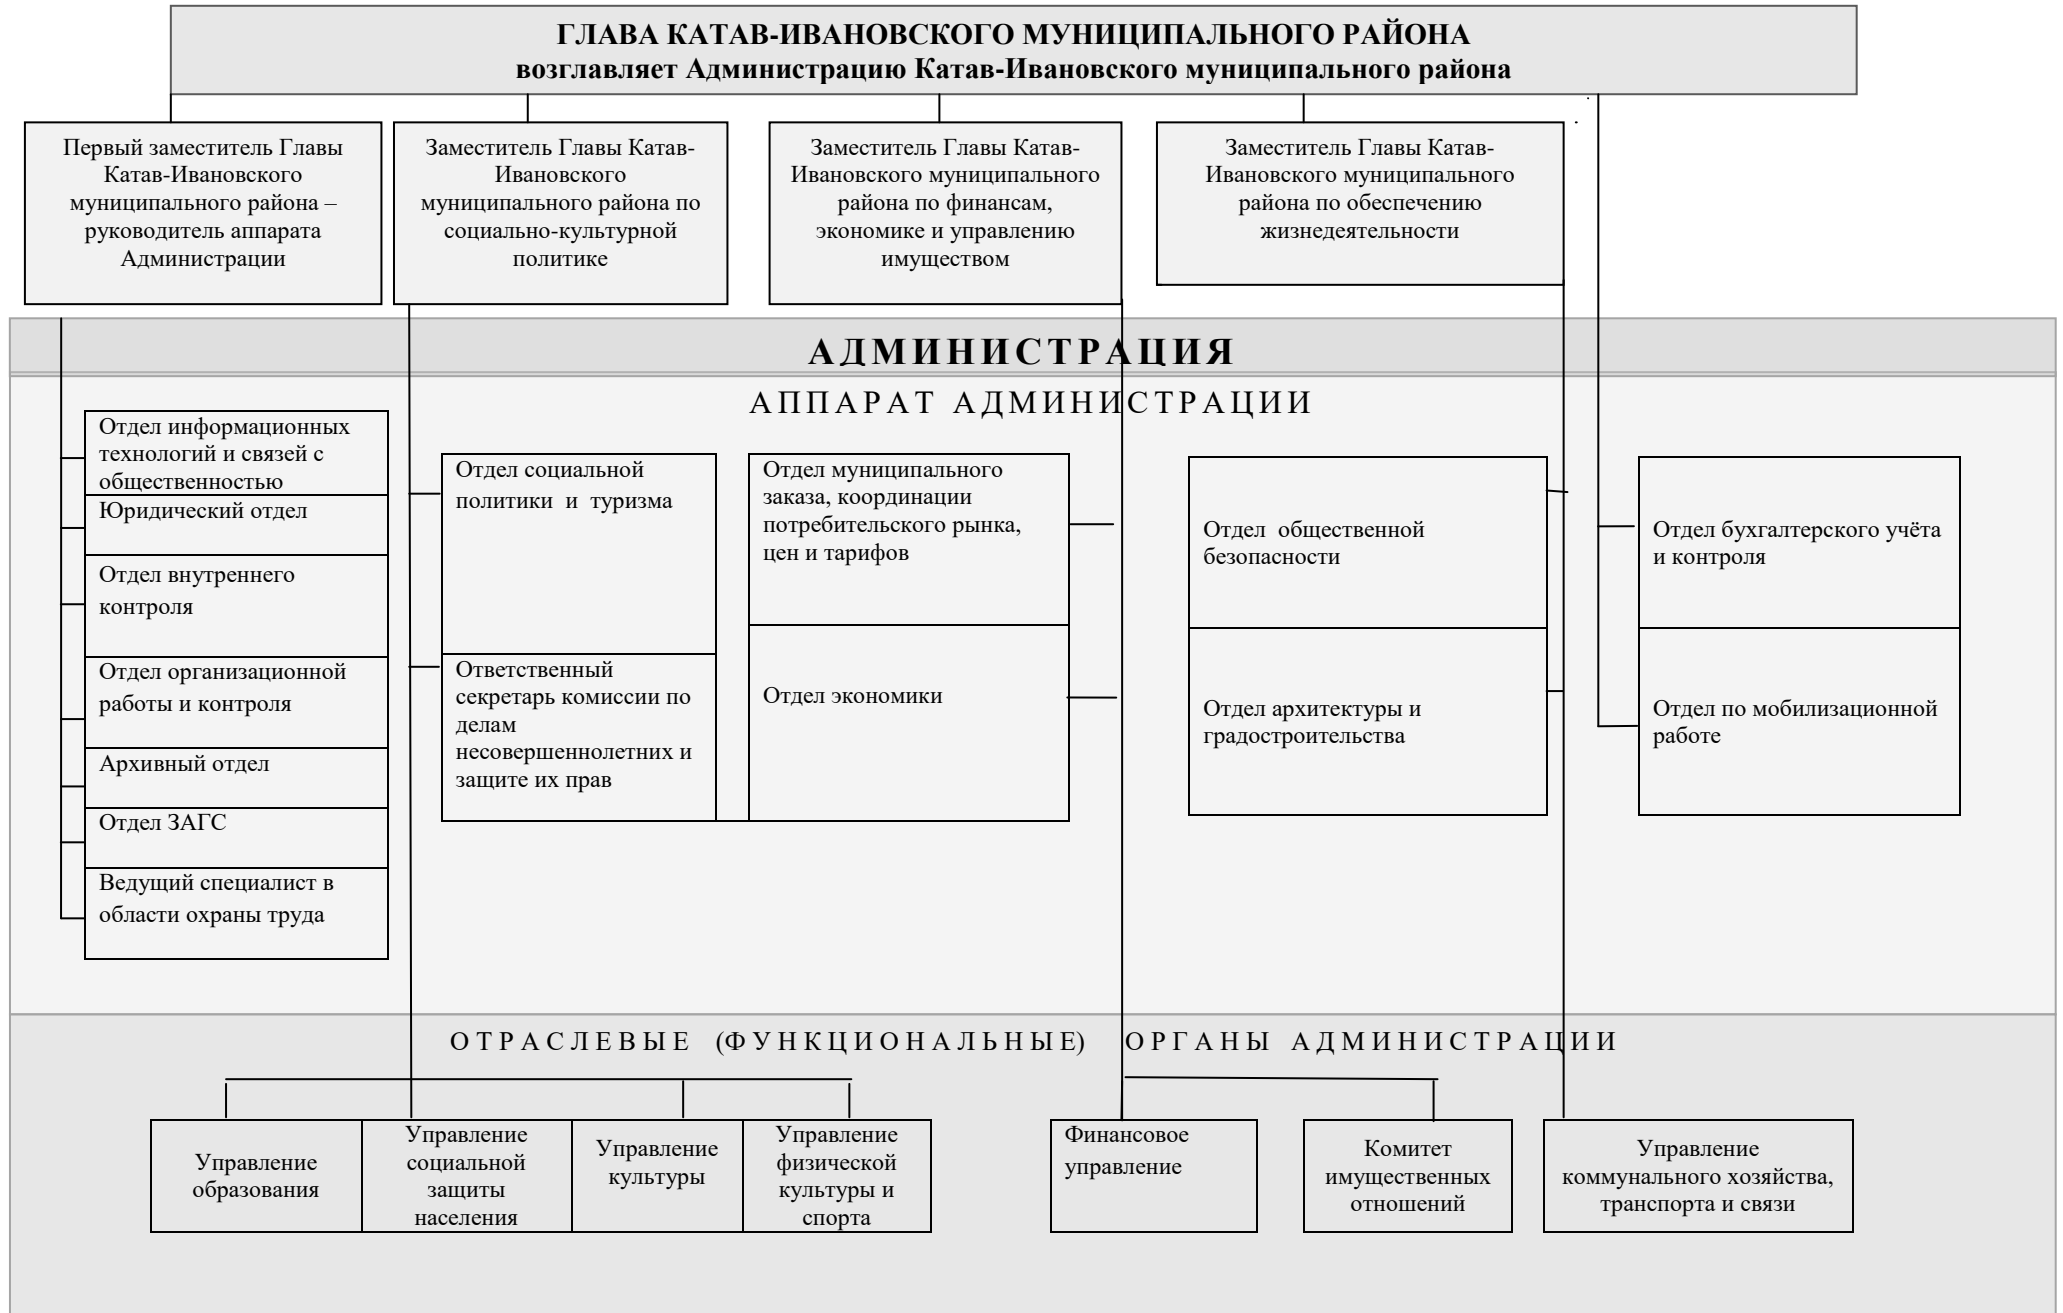 ГЛАВА КАТАВ-ИВАНОВСКОГО МУНИЦИПАЛЬНОГО РАЙОНА
возглавляет Администрацию Катав-Ивановского муниципального района
Первый заместитель Главы
Катав-Ивановского
муниципального района –
руководитель аппарата
Администрации
Заместитель Главы Катав-
Ивановского
муниципального района по
социально-культурной
политике
Заместитель Главы Катав-
Ивановского муниципального
района по финансам,
экономике и управлению
имуществом
Заместитель Главы Катав-
Ивановского муниципального
района по обеспечению
жизнедеятельности
АДМИНИСТРАЦИЯ
АППАРАТ АДМИНИСТРАЦИИ
Отдел информационных
технологий и связей с
общественностью
Юридический отдел
Отдел внутреннего
контроля
Отдел организационной
работы и контроля
Архивный отдел
Отдел ЗАГС
Ведущий специалист в
области охраны труда
Отдел социальной
политики и туризма
Ответственный
секретарь комиссии по
делам
несовершеннолетних и
защите их прав
Отдел муниципального
заказа, координации
потребительского рынка,
цен и тарифов
Отдел экономики
Отдел общественной
безопасности
Отдел архитектуры и
градостроительства
Отдел бухгалтерского учёта
и контроля
Отдел по мобилизационной
работе
ОТРАСЛЕВЫЕ (ФУНКЦИОНАЛЬНЫЕ) ОРГАНЫ АДМИНИСТРАЦИИ
Управление
образования
Управление
социальной
защиты
населения
Управление
культуры
Управление
физической
культуры и
спорта
Финансовое
управление
Комитет
имущественных
отношений
Управление
коммунального хозяйства,
транспорта и связи